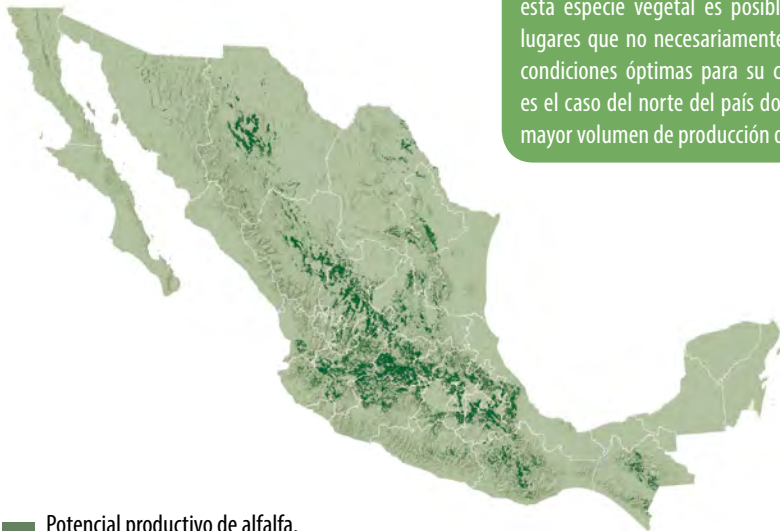 esta especie vegetal es posible
lugares que no necesariamente
condiciones óptimas para su
es el caso del norte del país
mayor volumen de producción
Potencial productivo de alfalfa.